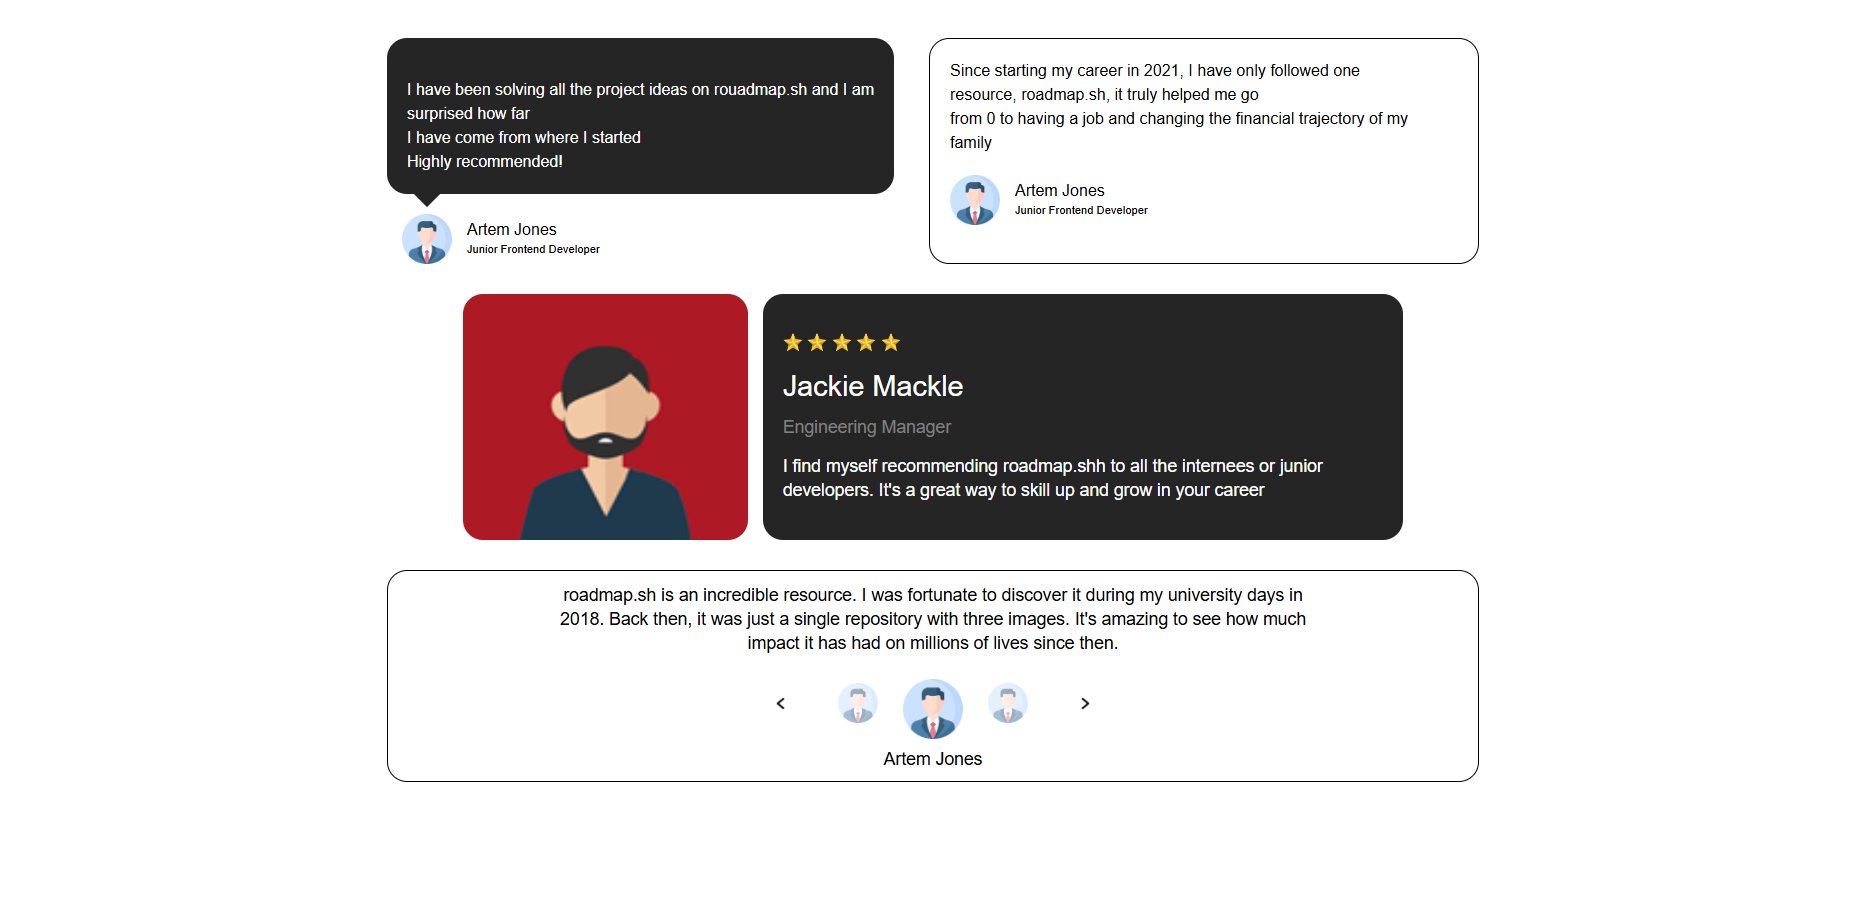 I have been solving all the project ideas on rouadmap.sh and I am
surprised how far
I have come from where I started
Highly recommended!
Artem Jones
Junior Frontend Developer
Since starting my career in 2021, I have only followed one
resource, roadmap.sh, it truly helped me go
from 0 to having a job and changing the financial trajectory of my
family
Artem Jones
Junior Frontend Developer
Jackie Mackle
Engineering Manager
I find myself recommending roadmap.shh to all the internees or junior
developers. It's a great way to skill up and grow in your career
roadmap.sh is an incredible resource. I was fortunate to discover it during my university days in
2018. Back then, it was just a single repository with three images. It's amazing to see how much
impact it has had on millions of lives since then.
Artem Jones